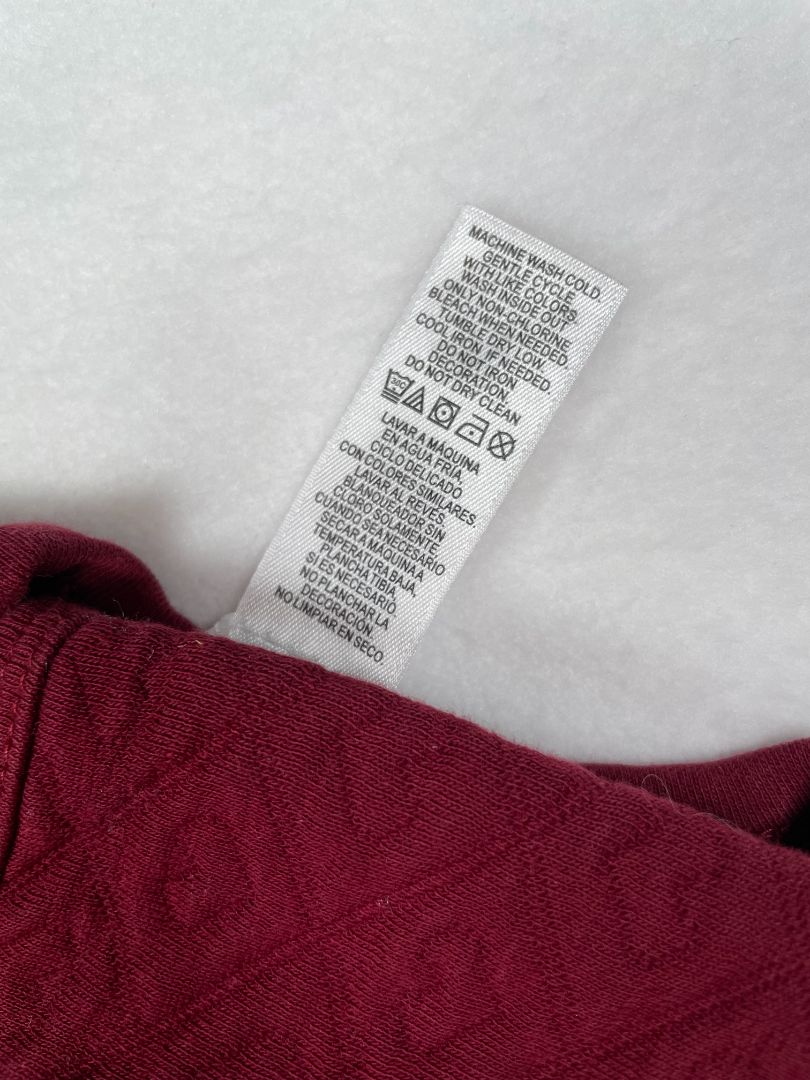 MACHINE WASH COLD.
GENTLE CYCLE
WITH LIKE COLORS.
WASH INSIDE OUT
ONLY NON-CHLORINE
BLEACH WHEN NEEDED.
TUMBLE DRY LOW.
COOL IRON, IF NEEDED.
DO NOT IRON
DECORATION.
DO NOT DRY CLEAN
30C
LAVAR A MAQUINA
EN AGUA FRIA.
CICLO DELICADO
CON COLORES SIMILARES.
LAVAR AL REVES.
BLANQUEADOR SIN
CLORO SOLAMENTE
CUANDO SEA NECESARIO
SECAR A MAQUINA A
TEMPERATURA BAJA.
PLANCHA TIBIA,
SI ES NECESARIO.
NO PLANCHAR LA
DECORACIÓN.
NO LIMPIAR EN SECO.